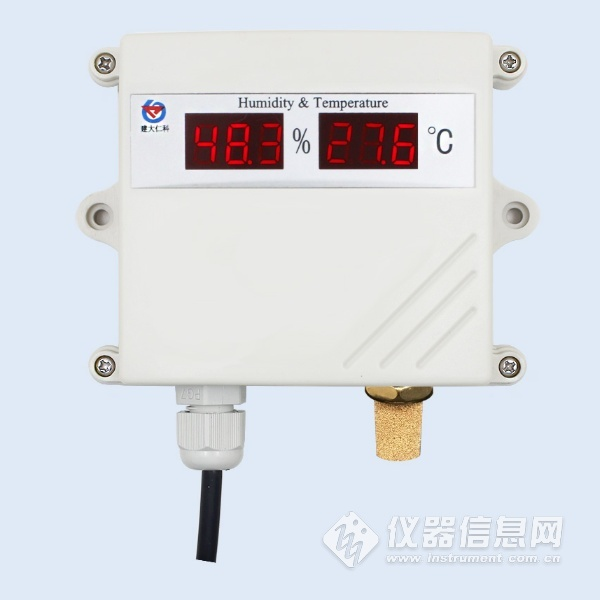 Humidity & Temperature
建大仁科
48.3 % 27.6 °C
仪器信息网
www.instrument.com.cn